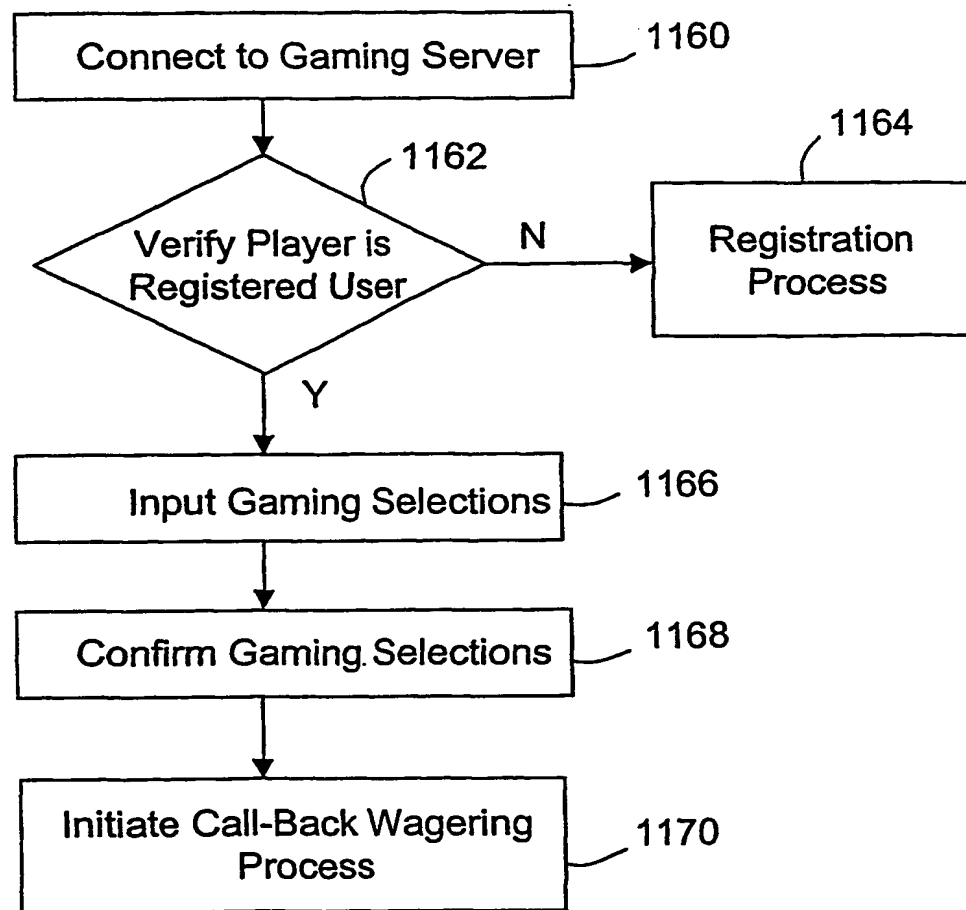 Connect to Gaming Server
1160
1162
1164
Verify Player is
Registered User
N
Registration
Process
Y
Input Gaming Selections
1166
Confirm Gaming Selections
1168
Initiate Call-Back Wagering
Process
1170